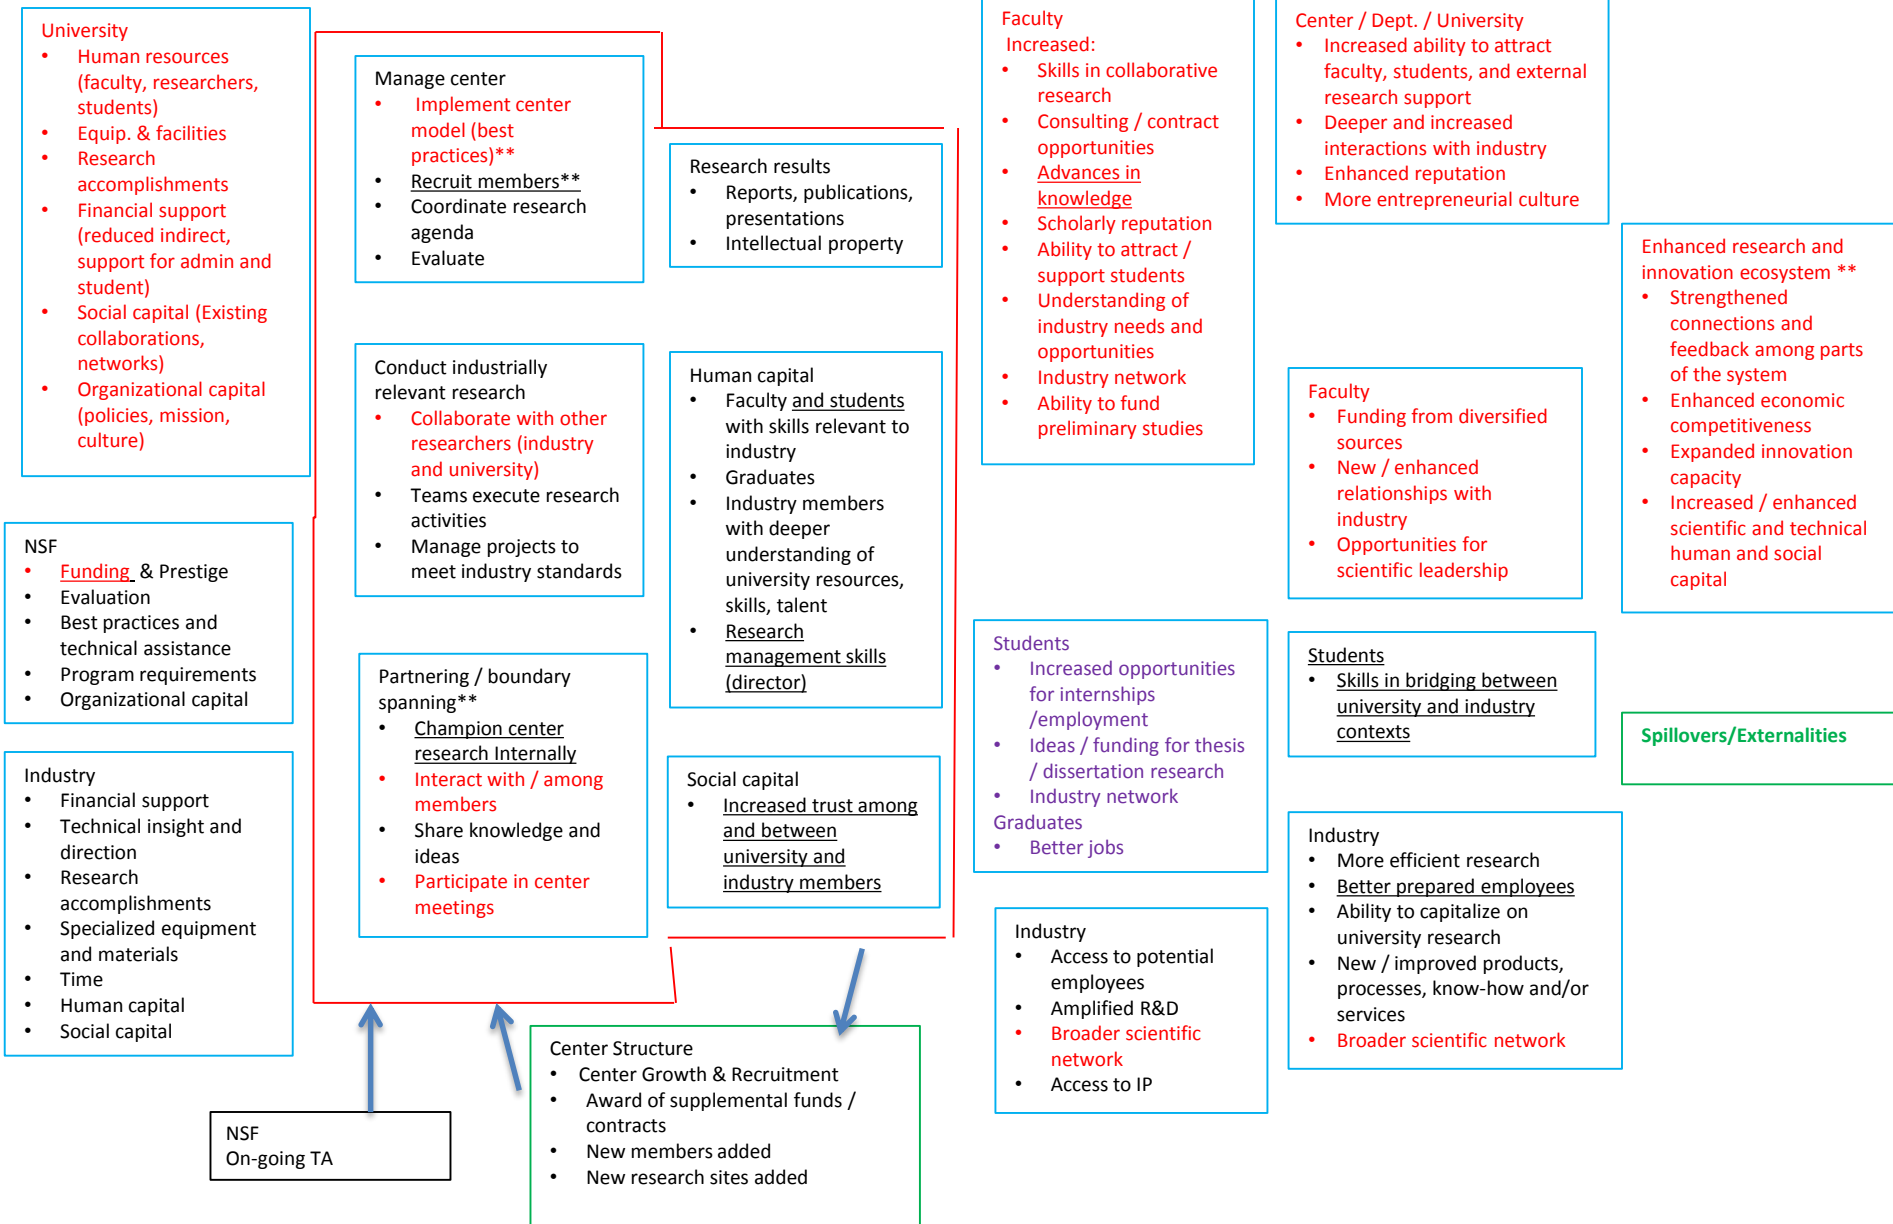 University
• Human resources
(faculty, researchers,
students)
• Equip. & facilities
• Research
accomplishments
• Financial support
(reduced indirect,
support for admin and
student)
• Social capital (Existing
collaborations,
networks)
• Organizational capital
(policies, mission,
culture)
NSF
• Funding & Prestige
• Evaluation
• Best practices and
technical assistance
• Program requirements
• Organizational capital
Industry
• Financial support
• Technical insight and
direction
• Research
accomplishments
• Specialized equipment
and materials
• Time
• Human capital
• Social capital
Manage center
• Implement center
model (best
practices)**
• Recruit members**
• Coordinate research
agenda
• Evaluate
Conduct industrially
relevant research
• Collaborate with other
researchers (industry
and university)
• Teams execute research
activities
• Manage projects to
meet industry standards
Partnering / boundary
spanning**
• Champion center
research Internally
• Interact with / among
members
• Share knowledge and
ideas
• Participate in center
meetings
Research results
• Reports, publications,
presentations
• Intellectual property
Human capital
• Faculty and students
with skills relevant to
industry
• Graduates
• Industry members
with deeper
understanding of
university resources,
skills, talent
• Research
management skills
(director)
Social capital
• Increased trust among
and between
university and
industry members
NSF
On-going TA
Center Structure
• Center Growth & Recruitment
• Award of supplemental funds /
contracts
• New members added
• New research sites added
Faculty
Increased:
• Skills in collaborative
research
• Consulting / contract
opportunities
• Advances in
knowledge
• Scholarly reputation
• Ability to attract /
support students
• Understanding of
industry needs and
opportunities
• Industry network
• Ability to fund
preliminary studies
Students
• Increased opportunities
for internships
/employment
• Ideas / funding for thesis
/ dissertation research
• Industry network
Graduates
• Better jobs
Industry
• Access to potential
employees
• Amplified R&D
• Broader scientific
network
• Access to IP
Center / Dept. / University
• Increased ability to attract
faculty, students, and external
research support
• Deeper and increased
interactions with industry
• Enhanced reputation
• More entrepreneurial culture
Faculty
• Funding from diversified
sources
• New / enhanced
relationships with
industry
• Opportunities for
scientific leadership
Students
• Skills in bridging between
university and industry
contexts
Industry
• More efficient research
• Better prepared employees
• Ability to capitalize on
university research
• New / improved products,
processes, know-how and/or
services
• Broader scientific network
Enhanced research and
innovation ecosystem **
• Strengthened
connections and
feedback among parts
of the system
• Enhanced economic
competitiveness
• Expanded innovation
capacity
• Increased / enhanced
scientific and technical
human and social
capital
Spillovers/Externalities